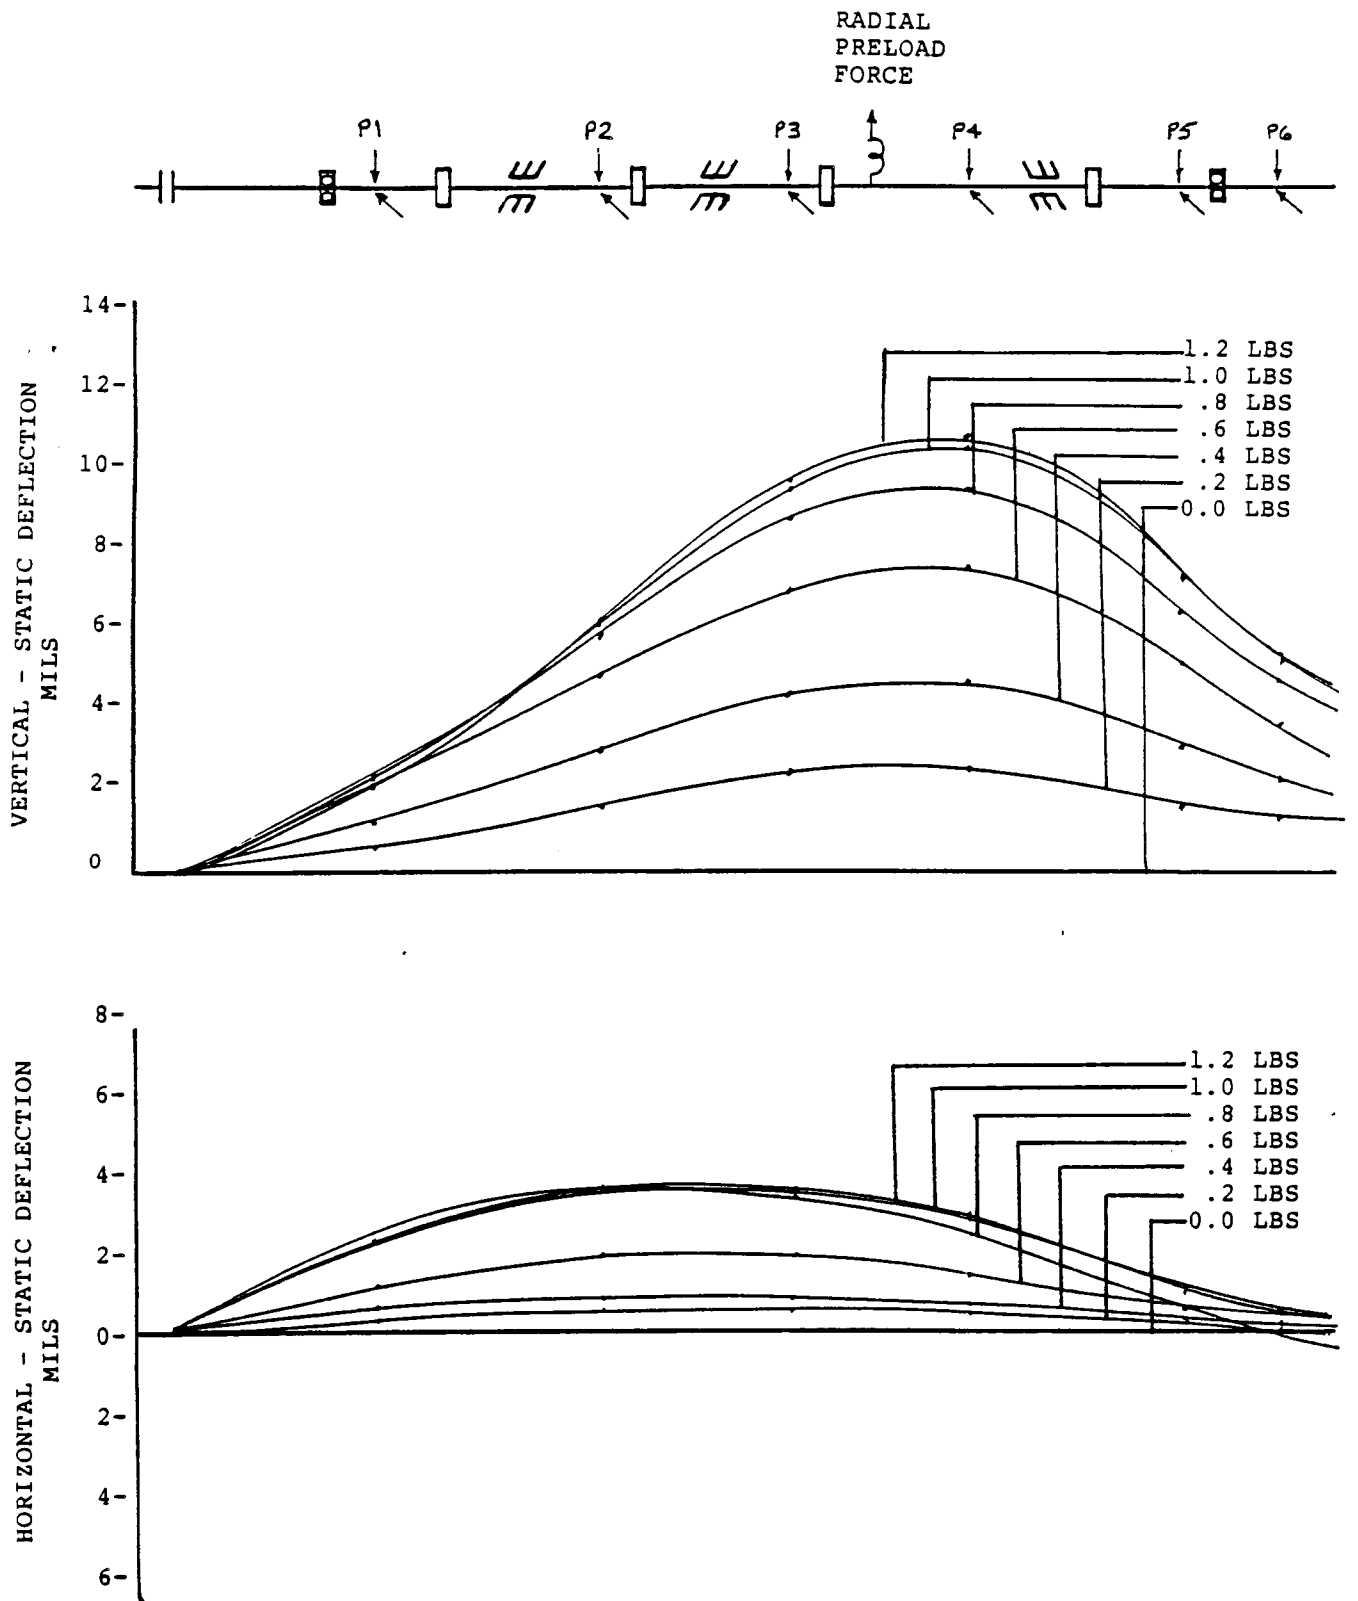 RADIAL
PRELOAD
FORCE
P1
P2
P3
P4
P5
P6
VERTICAL - STATIC DEFLECTION
MILS
14-
12-
10-
8-
6-
4-
2-
0
1.2 LBS
1.0 LBS
.8 LBS
.6 LBS
.4 LBS
.2 LBS
0.0 LBS
HORIZONTAL - STATIC DEFLECTION
MILS
8-
6-
4-
2-
0-
2-
4-
6-
1.2 LBS
1.0 LBS
.8 LBS
.6 LBS
.4 LBS
.2 LBS
0.0 LBS